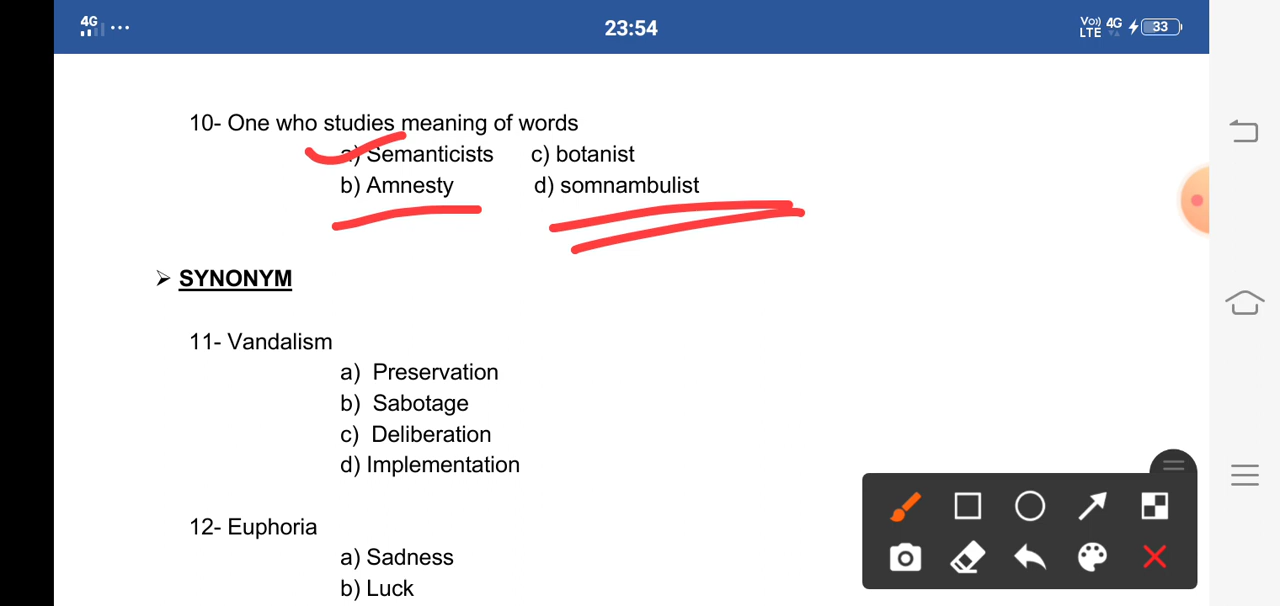 4G ... 23:54 Vo)) LTE 4G 33
10- One who studies meaning of words
a) Semanticists c) botanist
b) Amnesty d) somnambulist
➢ SYNONYM
11- Vandalism
a) Preservation
b) Sabotage
c) Deliberation
d) Implementation
12- Euphoria
a) Sadness
b) Luck